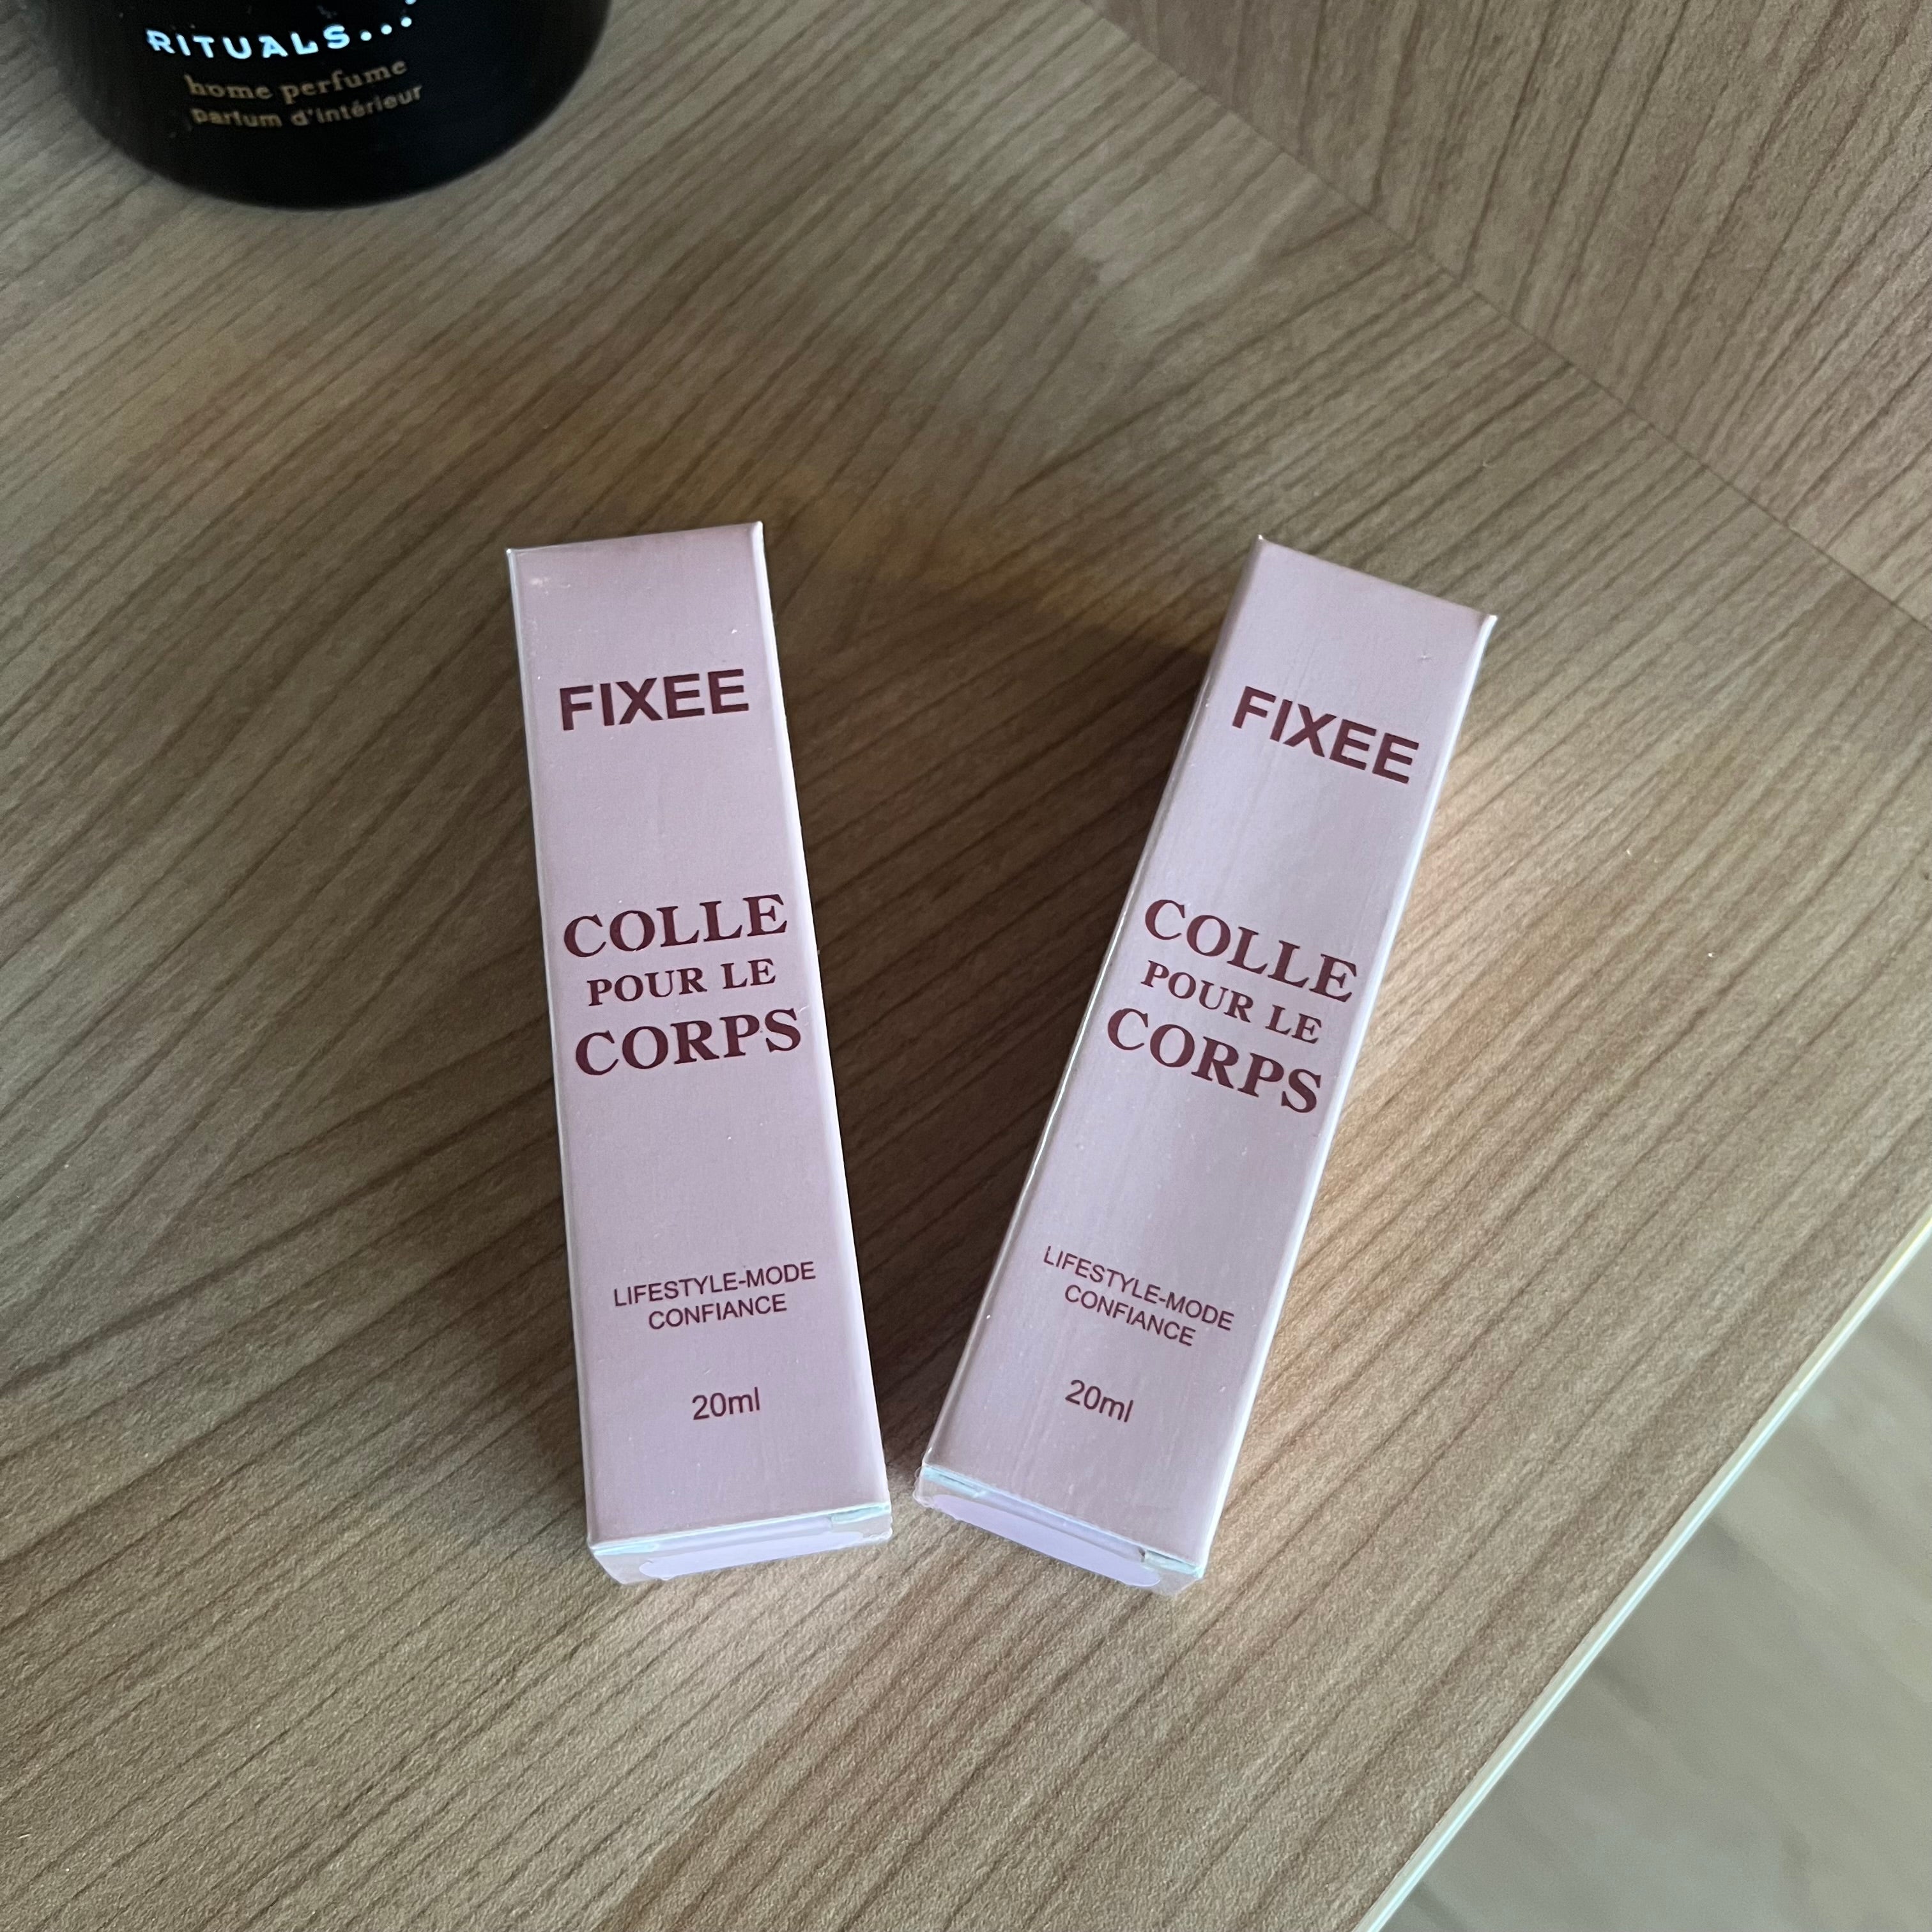 RITUALS...
home perfume
parfum d'intérieur
FIXEE
COLLE
POUR LE
CORPS
LIFESTYLE-MODE
CONFIANCE
20ml
FIXEE
COLLE
POUR LE
CORPS
LIFESTYLE-MODE
CONFIANCE
20ml